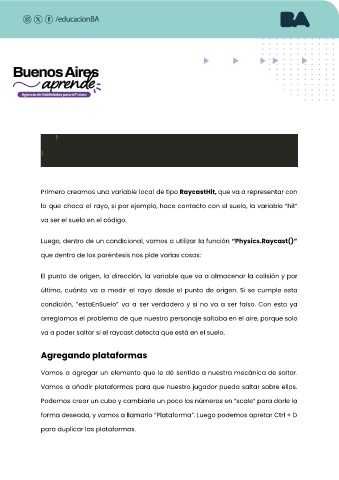 /educacionBA
BA
Buenos Aires
aprende
Agencia de Habilidades para el Futuro
}
}
Primero creamos una variable local de tipo RaycastHit, que va a representar con
lo que choca el rayo, si por ejemplo, hace contacto con el suelo, la variable “hit”
va ser el suelo en el código.
Luego, dentro de un condicional, vamos a utilizar la función “Physics.Raycast()”
que dentro de los paréntesis nos pide varias cosas:
El punto de origen, la dirección, la variable que va a almacenar la colisión y por
último, cuánto va a medir el rayo desde el punto de origen. Si se cumple esta
condición, “estaEnSuelo” va a ser verdadero y si no va a ser falso. Con esto ya
arreglamos el problema de que nuestro personaje saltaba en el aire, porque solo
va a poder saltar si el raycast detecta que está en el suelo.
Agregando plataformas
Vamos a agregar un elemento que le dé sentido a nuestra mecánica de saltar.
Vamos a añadir plataformas para que nuestro jugador pueda saltar sobre ellos.
Podemos crear un cubo y cambiarle un poco los números en “scale” para darle la
forma deseada, y vamos a llamarlo “Plataforma”. Luego podemos apretar Ctrl + D
para duplicar las plataformas.